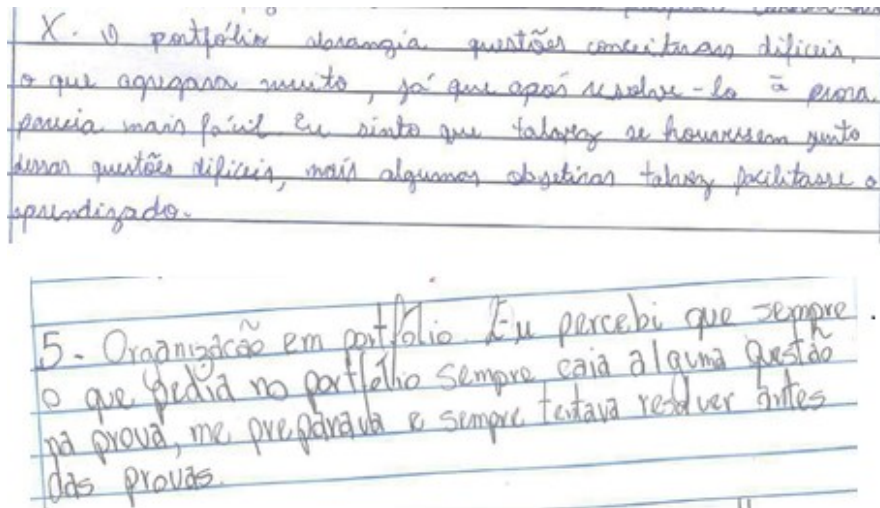 X. O portfólio abrangia questões conceituais difíceis,
o que agregava muito, já que após resolve-lo a prova
parecia mais fácil. Eu sinto que talvez se houvessem junto
dessas questões difíceis, mais algumas objetivas talvez facilitasse o
aprendizado.
5- Organização em portfólio. Eu percebi que sempre
o que pedia no portfólio sempre caia alguma questão
na prova, me preparava e sempre tentava resolver antes
das provas.